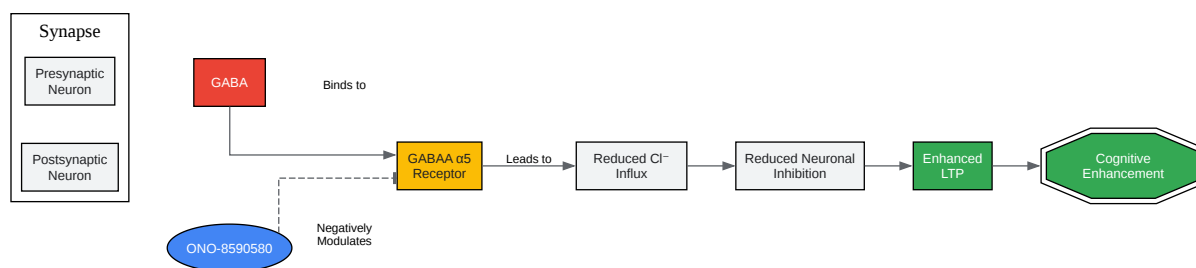 Synapse
Presynaptic
Neuron
Postsynaptic
Neuron
GABA
Binds to
ONO-8590580
Negatively
Modulates
GABAA α5
Receptor
Leads to
Reduced Cl⁻
Influx
Reduced Neuronal
Inhibition
Enhanced
LTP
Cognitive
Enhancement